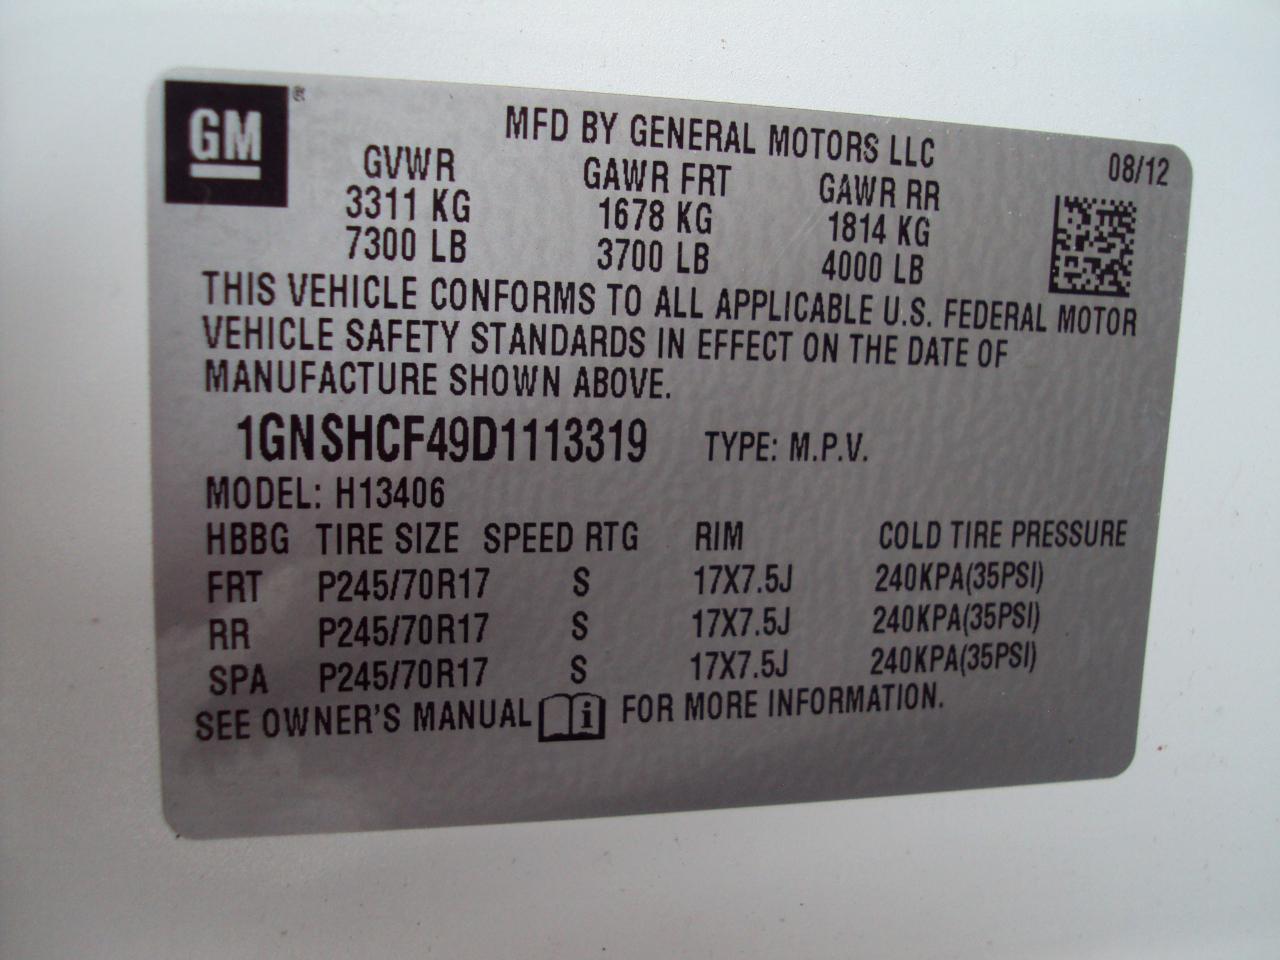 GM ®
MFD BY GENERAL MOTORS LLC
08/12
GVWR GAWR FRT GAWR RR
3311 KG 1678 KG 1814 KG
7300 LB 3700 LB 4000 LB
THIS VEHICLE CONFORMS TO ALL APPLICABLE U.S. FEDERAL MOTOR
VEHICLE SAFETY STANDARDS IN EFFECT ON THE DATE OF
MANUFACTURE SHOWN ABOVE.
1GNSHCF49D1113319 TYPE: M.P.V.
MODEL: H13406
HBBG TIRE SIZE SPEED RTG RIM COLD TIRE PRESSURE
FRT P245/70R17 S 17X7.5J 240KPA(35PSI)
RR P245/70R17 S 17X7.5J 240KPA(35PSI)
SPA P245/70R17 S 17X7.5J 240KPA(35PSI)
SEE OWNER'S MANUAL i FOR MORE INFORMATION.